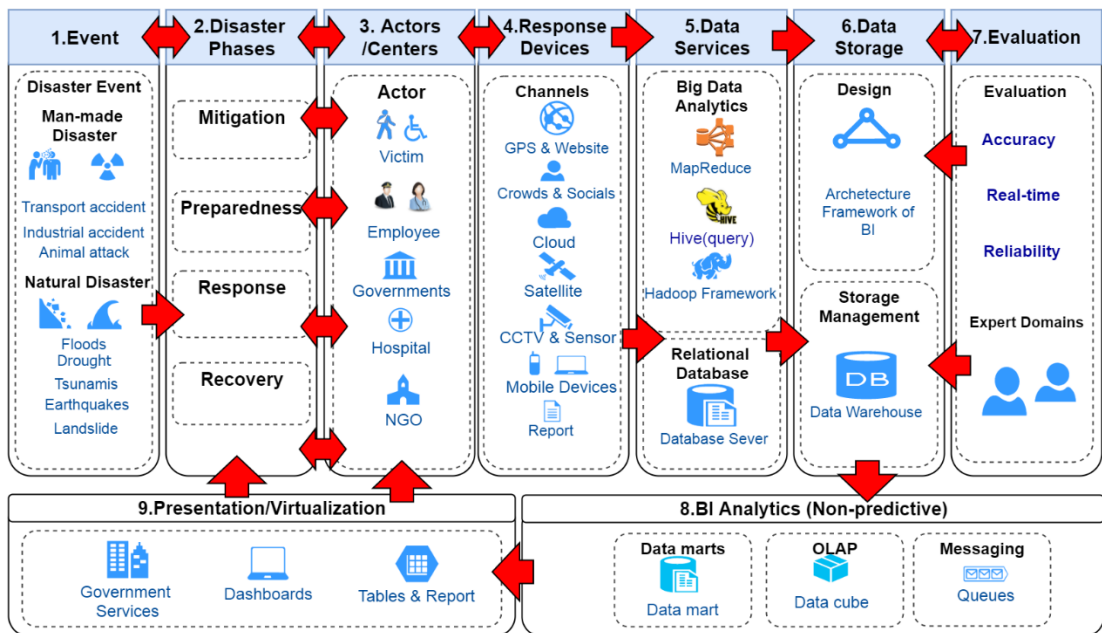 1.Event
2.Disaster
Phases
3. Actors
/Centers
4.Response
Devices
5.Data
Services
6.Data
Storage
7.Evaluation
Disaster Event
Man-made
Disaster
Transport accident
Industrial accident
Animal attack
Natural Disaster
Floods
Drought
Tsunamis
Earthquakes
Landslide
Mitigation
Preparedness
Response
Recovery
Actor
Victim
Employee
Governments
Hospital
NGO
Channels
GPS & Website
Crowds & Socials
Cloud
Satellite
CCTV & Sensor
Mobile Devices
Report
Big Data
Analytics
MapReduce
HIVE
Hive(query)
Hadoop Framework
Relational
Database
Database Sever
Design
Archetecture
Framework of
BI
Storage
Management
DB
Data Warehouse
Evaluation
Accuracy
Real-time
Reliability
Expert Domains
9.Presentation/Virtualization
Government
Services
Dashboards
Tables & Report
8.BI Analytics (Non-predictive)
Data marts
Data mart
OLAP
Data cube
Messaging
Queues